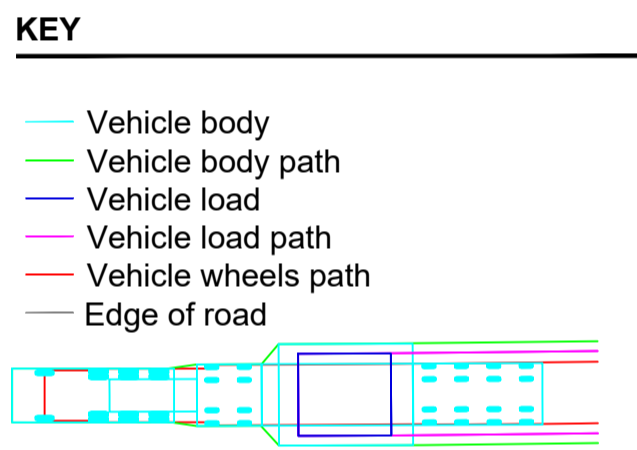 KEY
Vehicle body
Vehicle body path
Vehicle load
Vehicle load path
Vehicle wheels path
Edge of road